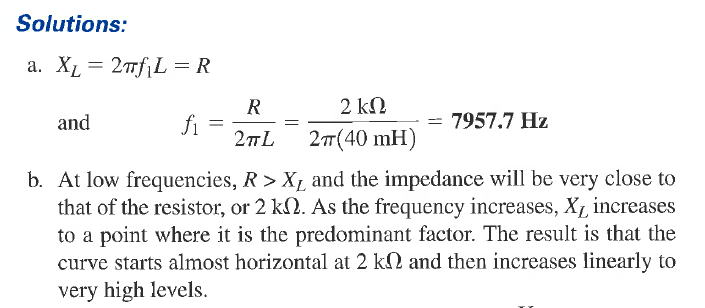 Solutions:
a. X_L = 2πf₁L = R
and f₁ = R / 2πL = 2 kΩ / 2π(40 mH) = 7957.7 Hz
b. At low frequencies, R > X_L and the impedance will be very close to
that of the resistor, or 2 kΩ. As the frequency increases, X_L increases
to a point where it is the predominant factor. The result is that the
curve starts almost horizontal at 2 kΩ and then increases linearly to
very high levels.